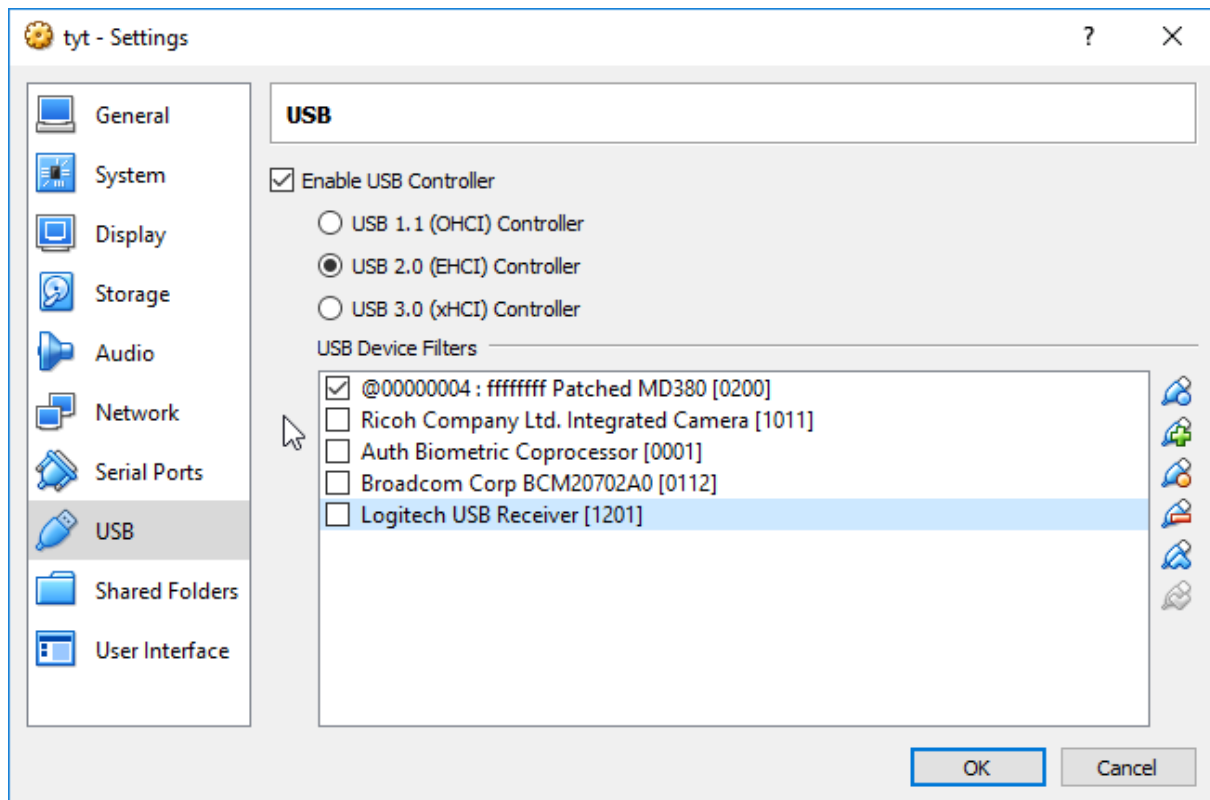 tyt - Settings
?
General
System
Display
Storage
Audio
Network
Serial Ports
USB
Shared Folders
User Interface
USB
Enable USB Controller
USB 1.1 (OHCI) Controller
USB 2.0 (EHCI) Controller
USB 3.0 (xHCI) Controller
USB Device Filters
@00000004 : ffffffff Patched MD380 [0200]
Ricoh Company Ltd. Integrated Camera [1011]
Auth Biometric Coprocessor [0001]
Broadcom Corp BCM20702A0 [0112]
Logitech USB Receiver [1201]
OK
Cancel